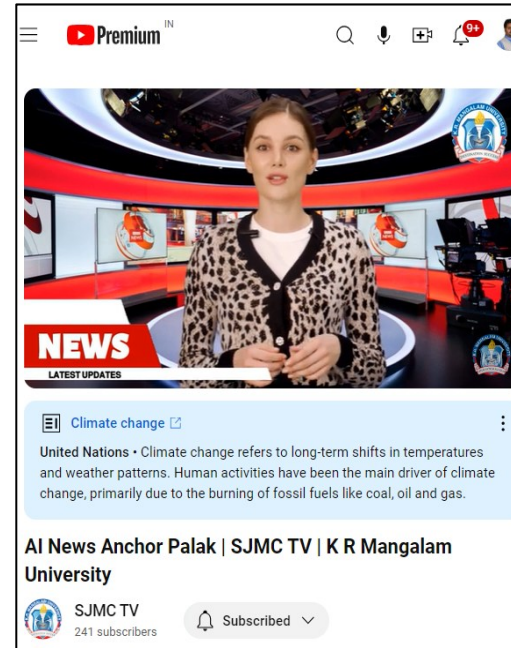 Premium IN
9+
K.R. MANGALAM UNIVERSITY
NEWS
LATEST UPDATES
Climate change
United Nations • Climate change refers to long-term shifts in temperatures
and weather patterns. Human activities have been the main driver of climate
change, primarily due to the burning of fossil fuels like coal, oil and gas.
AI News Anchor Palak | SJMC TV | K R Mangalam
University
SJMC TV
241 subscribers
Subscribed